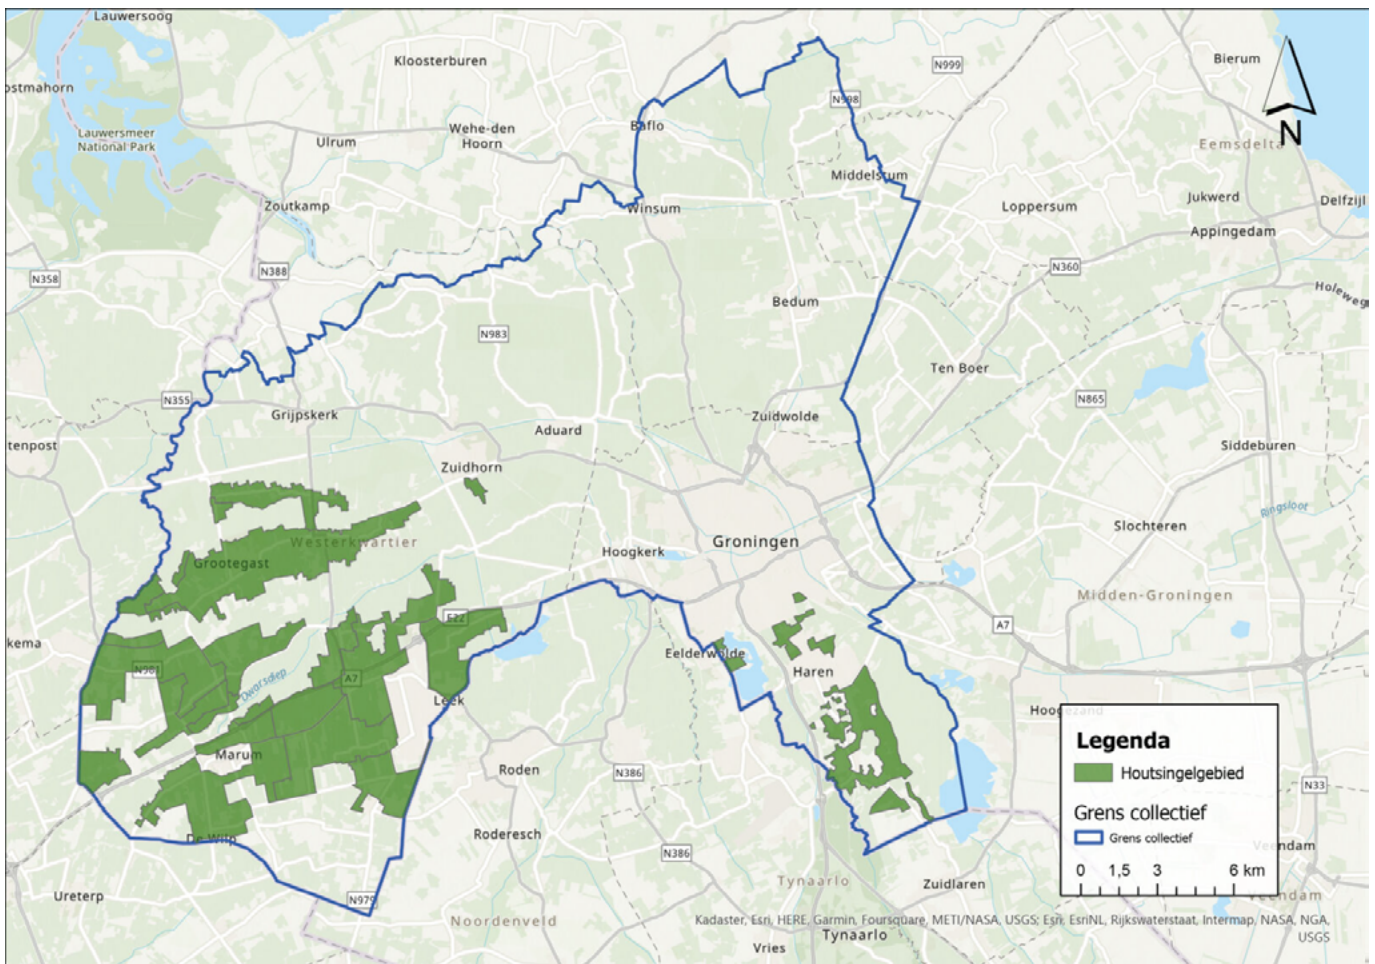 Lauwersoog
Kloosterburen
N999
Bierum
ostmahorn
N998
Lauwersmeer
National Park
Ulrum
Wehe-den
Hoorn
Baflo
N
Eemsdelta
Middelstum
Zoutkamp
Winsum
Loppersum
Jukwerd
Delfzijl
Appingedam
N358
N388
N360
Bedum
Holeweg
N983
Ten Boer
N355
N865
Grijpskerk
Zuidwolde
Aduard
tenpost
Siddeburen
Zuidhorn
Ringsloot
Slochteren
Westerkwartier
Hoogkerk
Groningen
Grootegast
Midden-Groningen
E22
A7
kema
Eelderwolde
Haren
N981
Dwarsdiep
A7
Leek
Hoogezand
Marum
Roden
N386
Legenda
Houtsingelgebied
N33
Grens collectief
Grens collectief
De Wilp
Roderesch
N386
Veendam
0 1,5 3 6 km
Ureterp
N979
Tynaarlo
Zuidlaren
Veendam
Noordenveld
Kadaster, Esri, HERE, Garmin, Foursquare, METI/NASA, USGS; Esri, EsriNL, Rijkswaterstaat, Intermap, NASA, NGA,
USGS
Vries
Tynaarlo